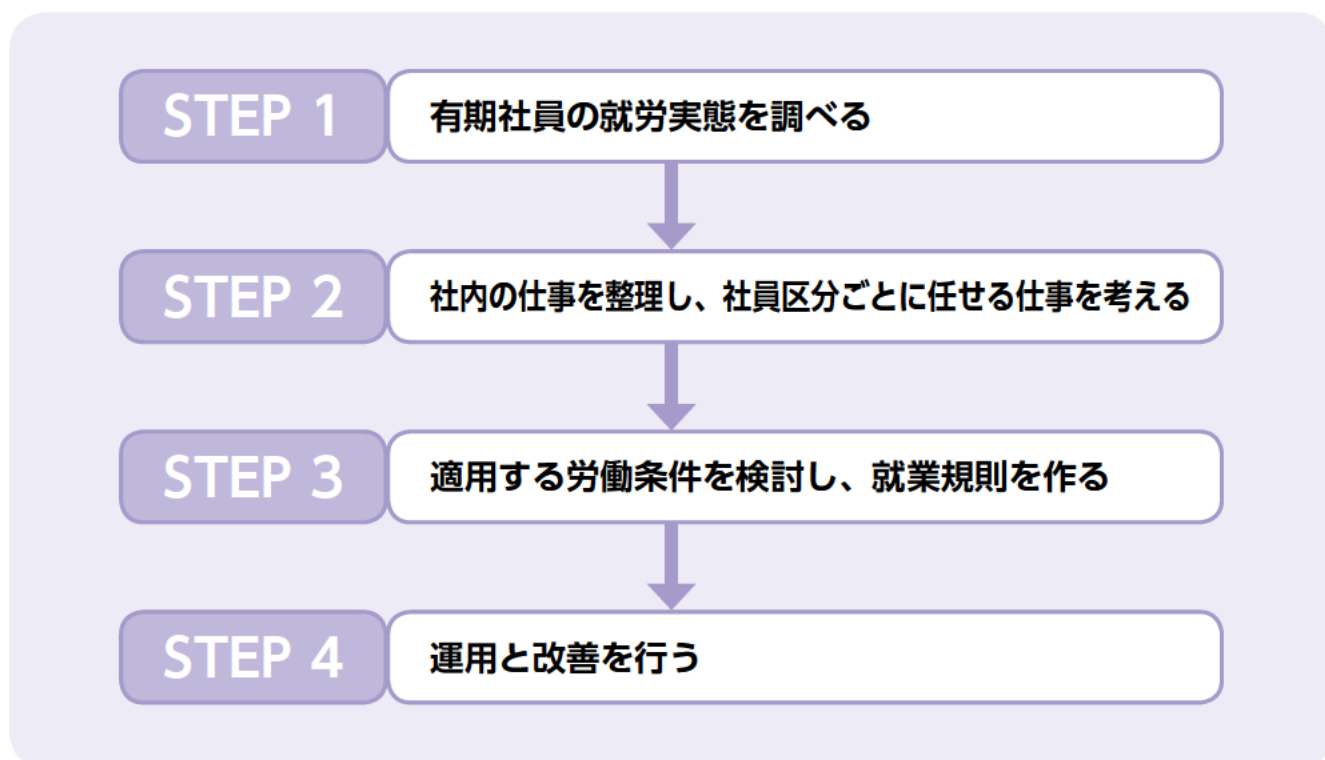 STEP 1
有期社員の就労実態を調べる
STEP 2
社内の仕事を整理し、社員区分ごとに任せる仕事を考える
STEP 3
適用する労働条件を検討し、就業規則を作る
STEP 4
運用と改善を行う